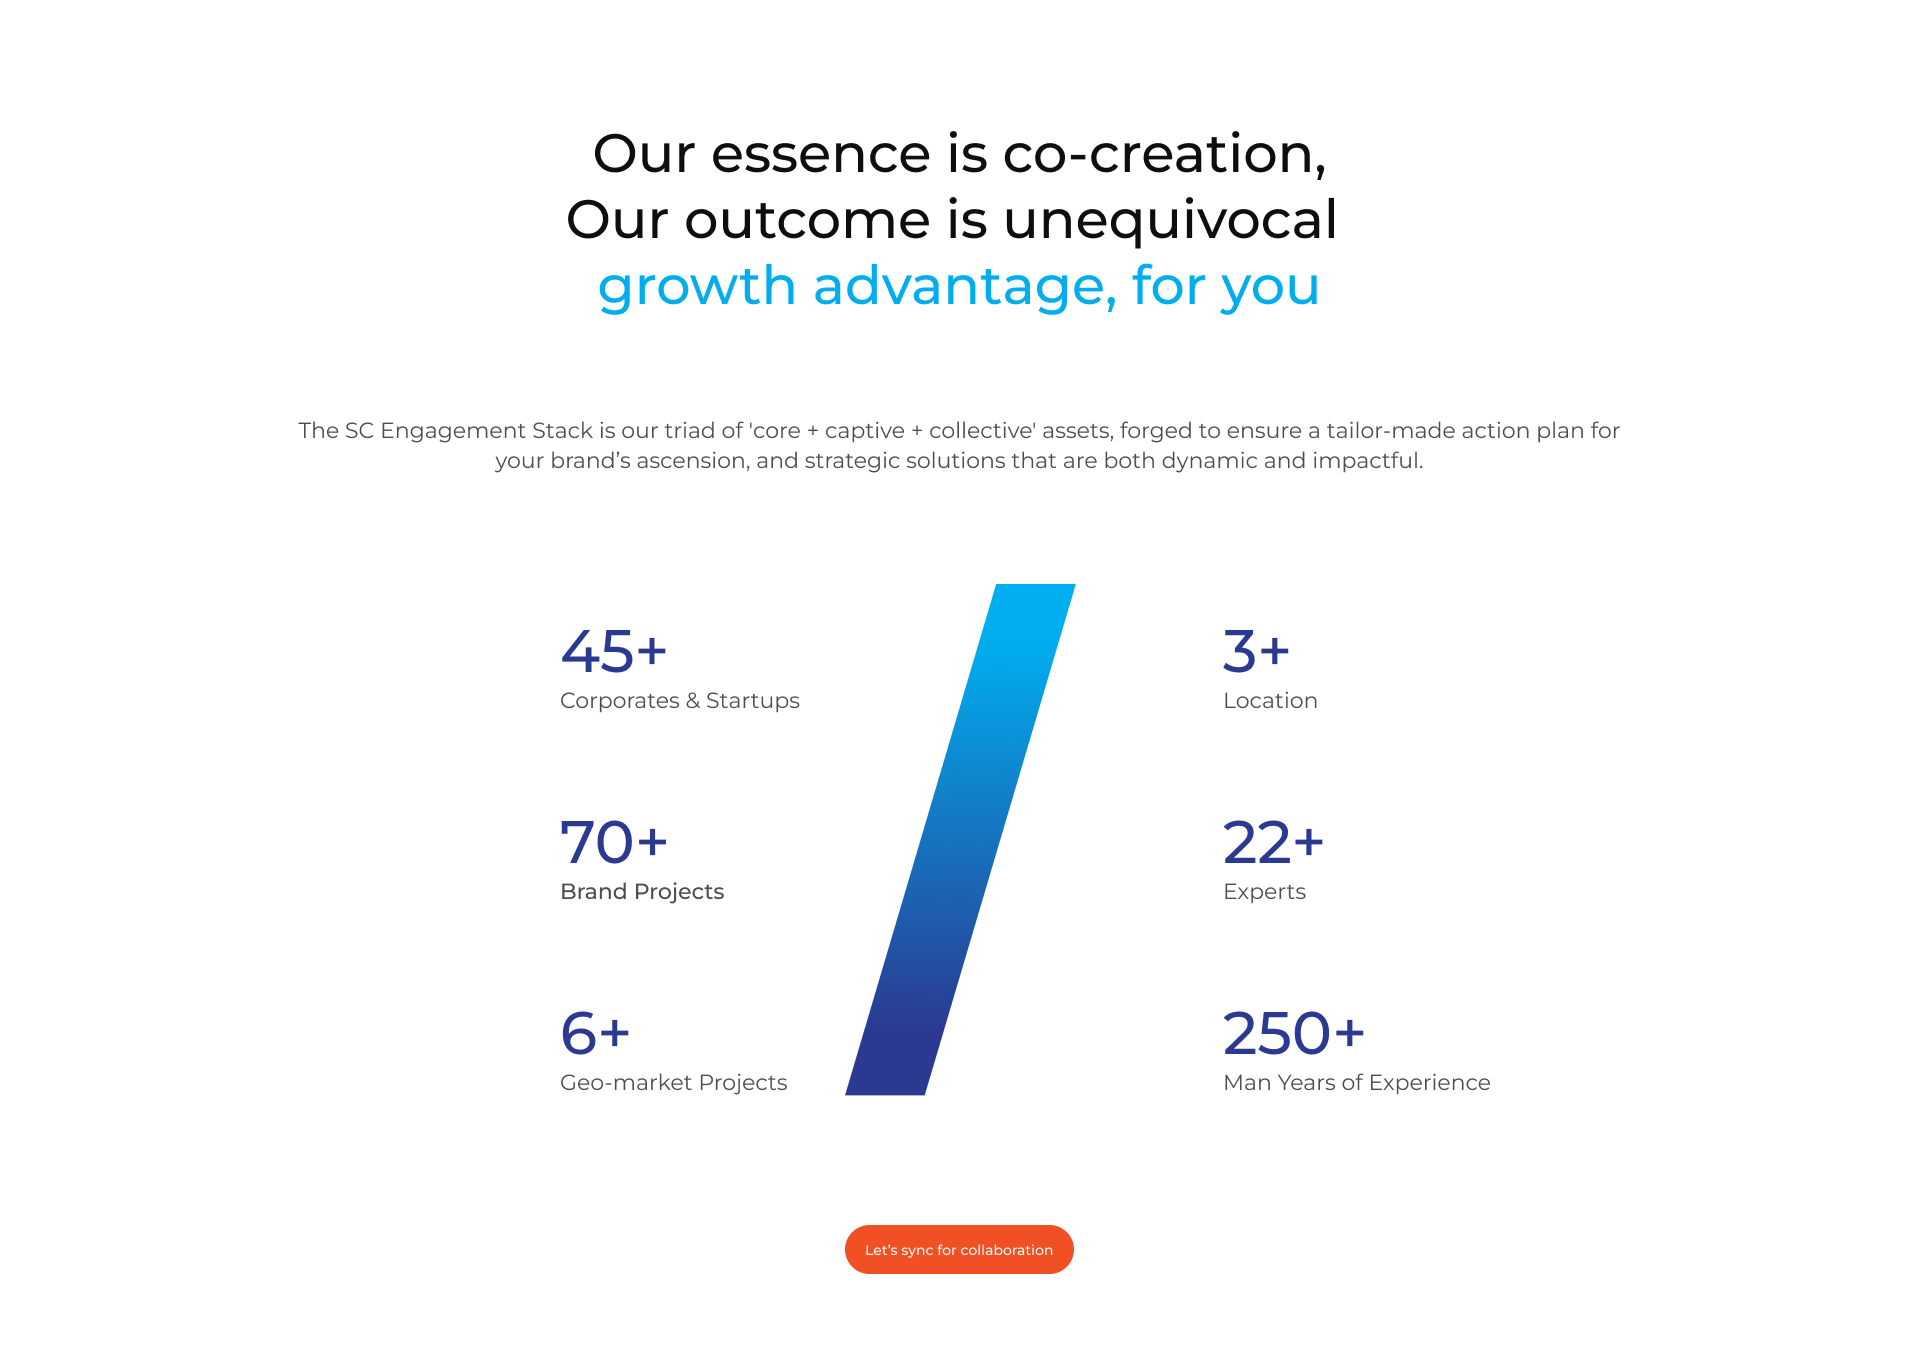 Our essence is co-creation,
Our outcome is unequivocal
growth advantage, for you
The SC Engagement Stack is our triad of 'core + captive + collective' assets, forged to ensure a tailor-made action plan for
your brand’s ascension, and strategic solutions that are both dynamic and impactful.
45+
Corporates & Startups
70+
Brand Projects
6+
Geo-market Projects
3+
Location
22+
Experts
250+
Man Years of Experience
Let’s sync for collaboration